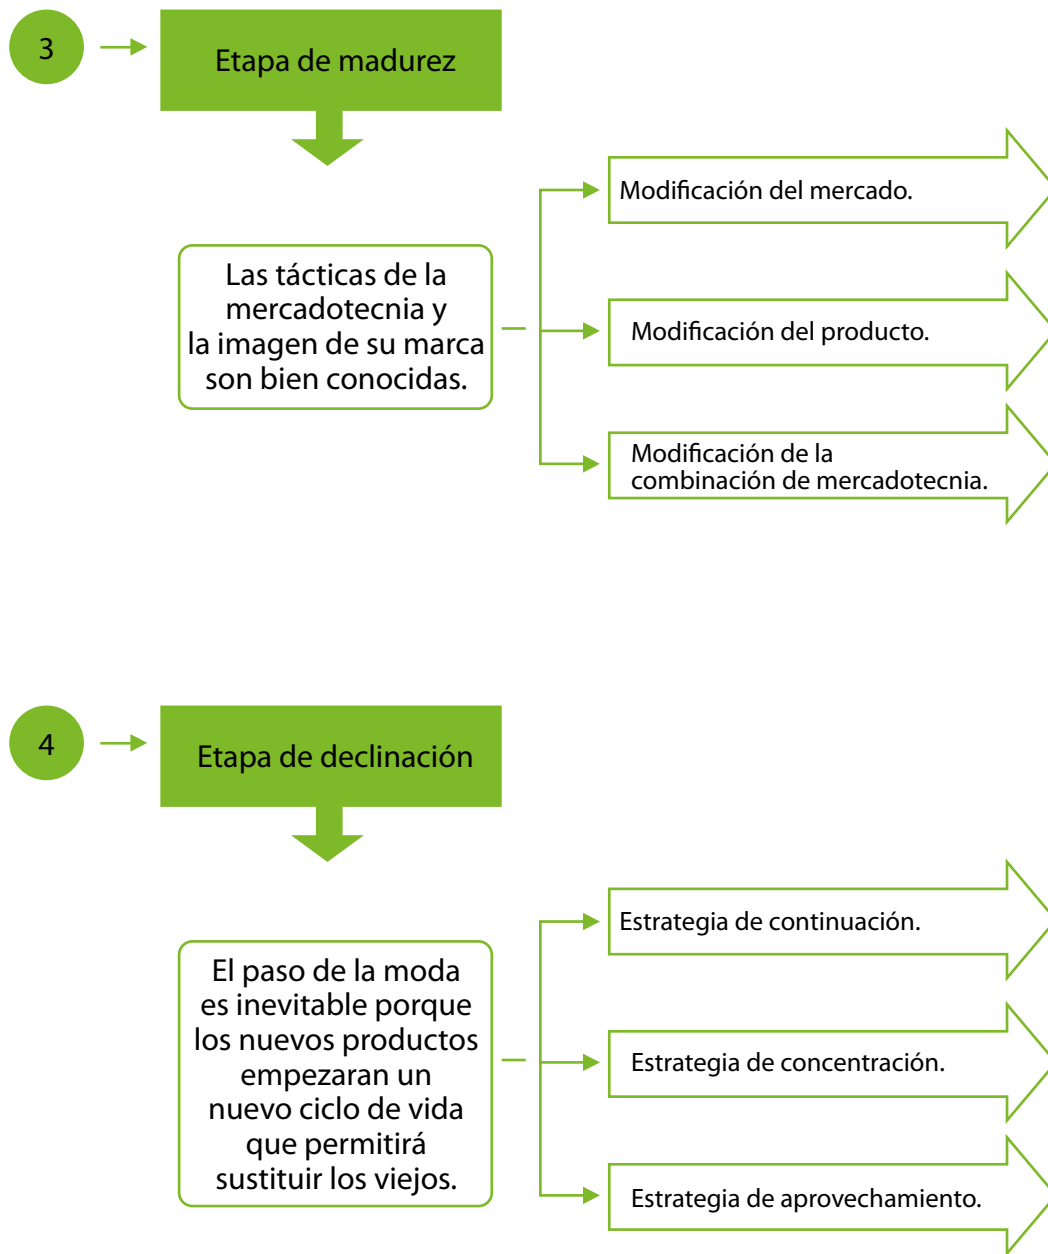 3
Etapa de madurez
Las tácticas de la
mercadotecnia y
la imagen de su marca
son bien conocidas.
Modificación del mercado.
Modificación del producto.
Modificación de la
combinación de mercadotecnia.
4
Etapa de declinación
El paso de la moda
es inevitable porque
los nuevos productos
empezaran un
nuevo ciclo de vida
que permitirá
sustituir los viejos.
Estrategia de continuación.
Estrategia de concentración.
Estrategia de aprovechamiento.